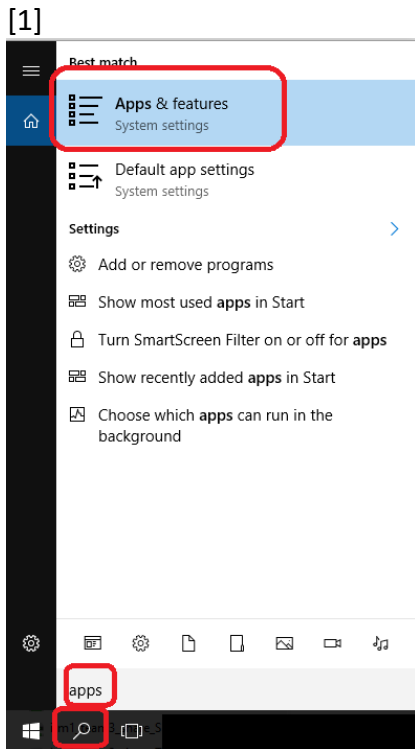 [1]
Best match
Apps & features
System settings
Default app settings
System settings
Settings
Add or remove programs
Show most used apps in Start
Turn SmartScreen Filter on or off for apps
Show recently added apps in Start
Choose which apps can run in the
background
apps